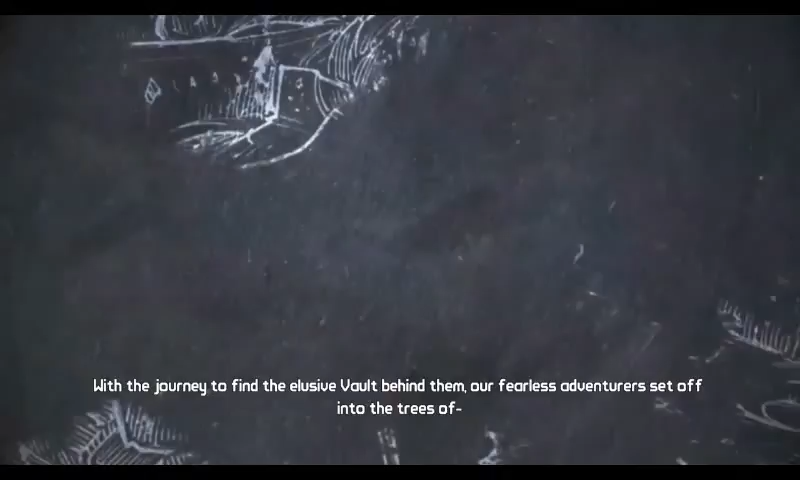 With the journey to find the elusive Vault behind them, our fearless adventurers set off
into the trees of-